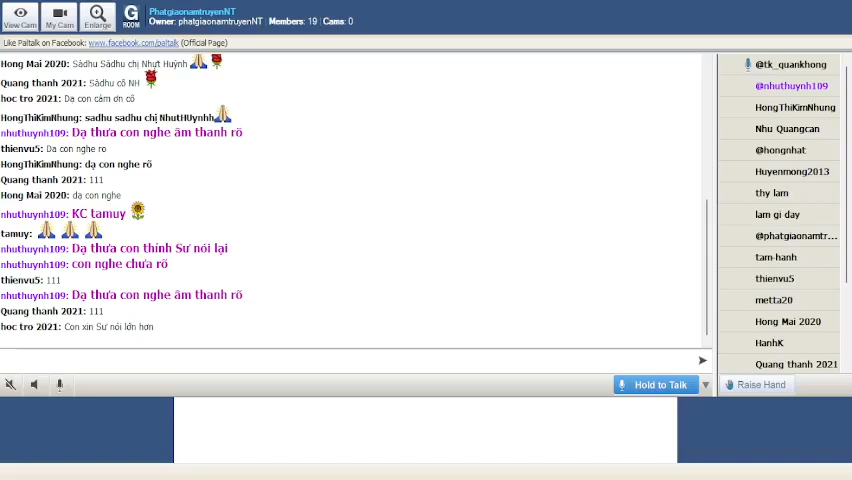 PhatgiaonamtruyenNT
Owner: phatgiaonamtruyenNT Members: 19 Cams: 0
View Cam
My Cam
Enlarge
G
ROOM
Like Paltalk on Facebook: www.facebook.com/paltalk (Official Page)
Hong Mai 2020: Sādhu Sādhu chị Nhựt Huỳnh
Quang thanh 2021: Sādhu cô NH
hoc tro 2021: Dạ con cảm ơn cô
HongThiKimNhung: sadhu sadhu chị NhutHUynhh
nhuthuynh109: Dạ thưa con nghe âm thanh rõ
thienvu5: Da con nghe ro
HongThiKimNhung: dạ con nghe rõ
Quang thanh 2021: 111
Hong Mai 2020: dạ con nghe
nhuthuynh109: KC tamuy
tamuy:
nhuthuynh109: Dạ thưa con thỉnh Sư nói lại
nhuthuynh109: con nghe chưa rõ
thienvu5: 111
nhuthuynh109: Dạ thưa con nghe âm thanh rõ
Quang thanh 2021: 111
hoc tro 2021: Con xin Sư nói lớn hơn
Hold to Talk
@tk_quankhong
@nhuthuynh109
HongThiKimNhung
Nhu Quangcan
@hongnhat
Huyenmong2013
thy lam
lam gi day
@phatgiaonamtr...
tam-hanh
thienvu5
metta20
Hong Mai 2020
HanhK
Quang thanh 2021
Raise Hand